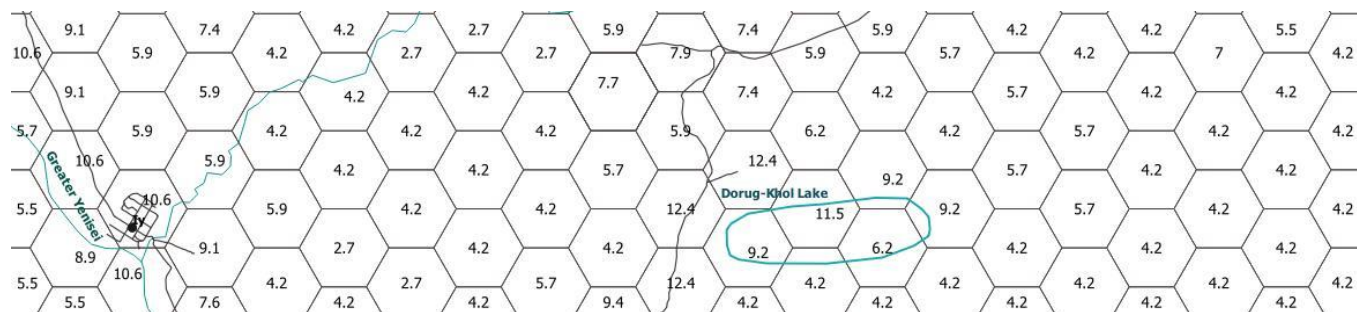 9.1 7.4 4.2 2.7 5.9 7.4 5.9 4.2 4.2 5.5
10.6 5.9 4.2 2.7 2.7 7.9 5.9 5.7 4.2 7 4.2
9.1 5.9 4.2 4.2 7.7 7.4 4.2 5.7 4.2 4.2
5.7 5.9 4.2 4.2 4.2 5.9 6.2 4.2 5.7 4.2 4.2
10.6 5.9 4.2 4.2 5.7 12.4 9.2 5.7 4.2 4.2
Greater Yenisei
Dorug-Khol Lake
5.5 10.6 5.9 4.2 4.2 12.4 11.5 9.2 5.7 4.2 4.2
8.9 9.1 2.7 4.2 4.2 9.2 6.2 4.2 4.2 4.2
5.5 10.6 4.2 2.7 5.7 12.4 4.2 4.2 4.2 4.2 4.2
5.5 7.6 4.2 4.2 9.4 4.2 4.2 4.2 4.2 4.2